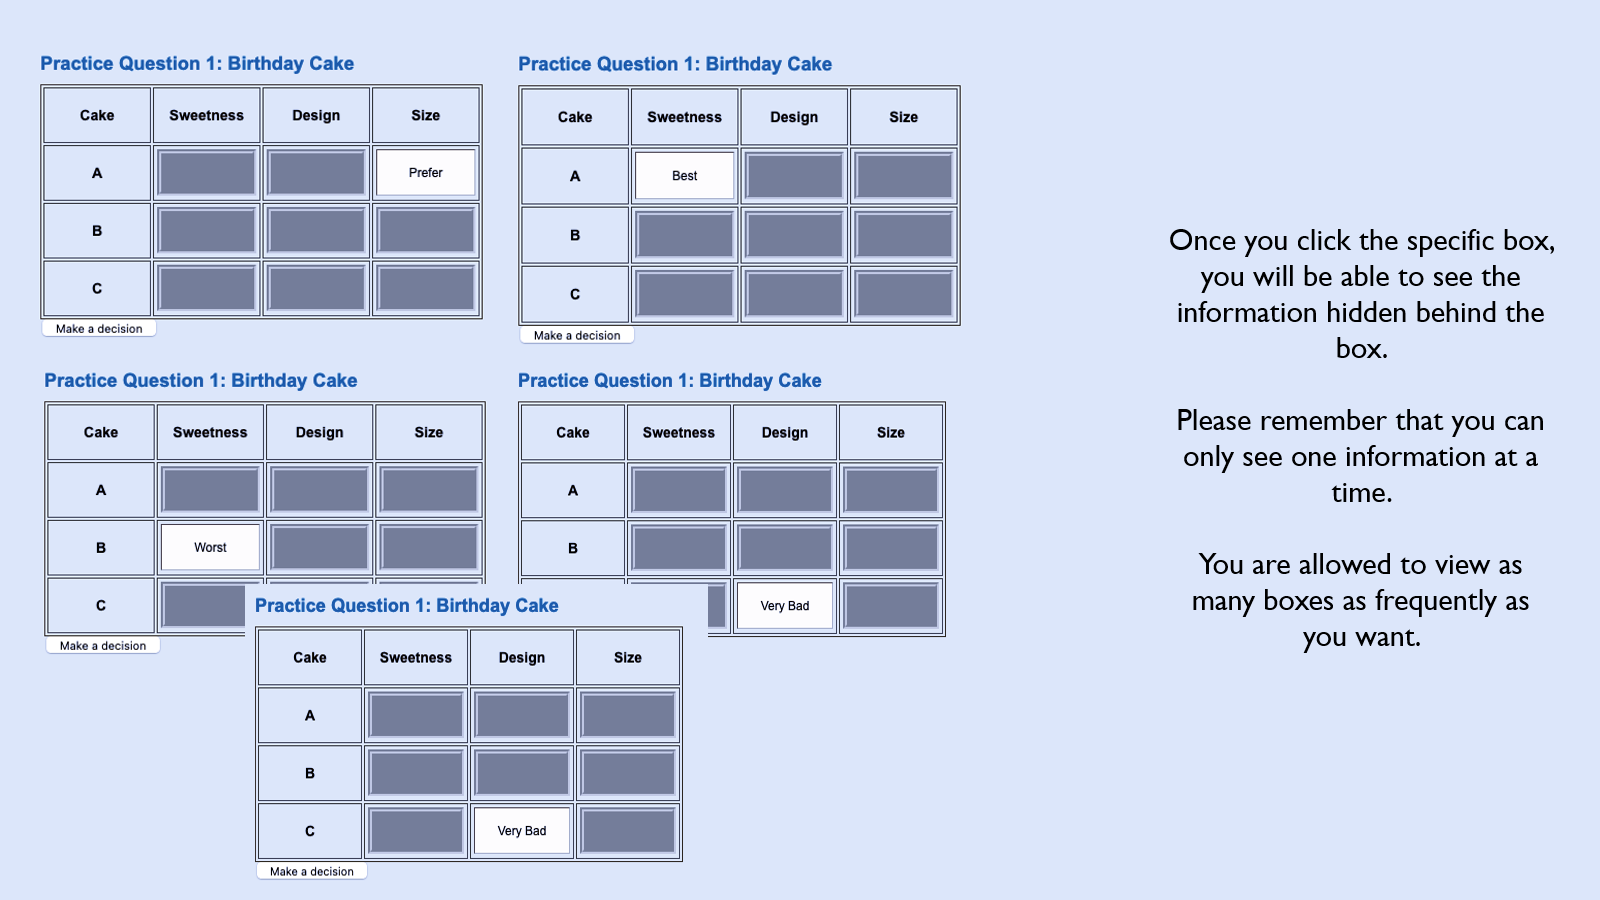 Practice Question 1: Birthday Cake
Cake Sweetness Design Size
A Prefer
B
C
Make a decision
Practice Question 1: Birthday Cake
Cake Sweetness Design Size
A Best
B
C
Make a decision
Practice Question 1: Birthday Cake
Cake Sweetness Design Size
A
B Worst
C
Make a decision
Practice Question 1: Birthday Cake
Cake Sweetness Design Size
A
B
Very Bad
Practice Question 1: Birthday Cake
Cake Sweetness Design Size
A
B
C Very Bad
Make a decision
Once you click the specific box,
you will be able to see the
information hidden behind the
box.
Please remember that you can
only see one information at a
time.
You are allowed to view as
many boxes as frequently as
you want.